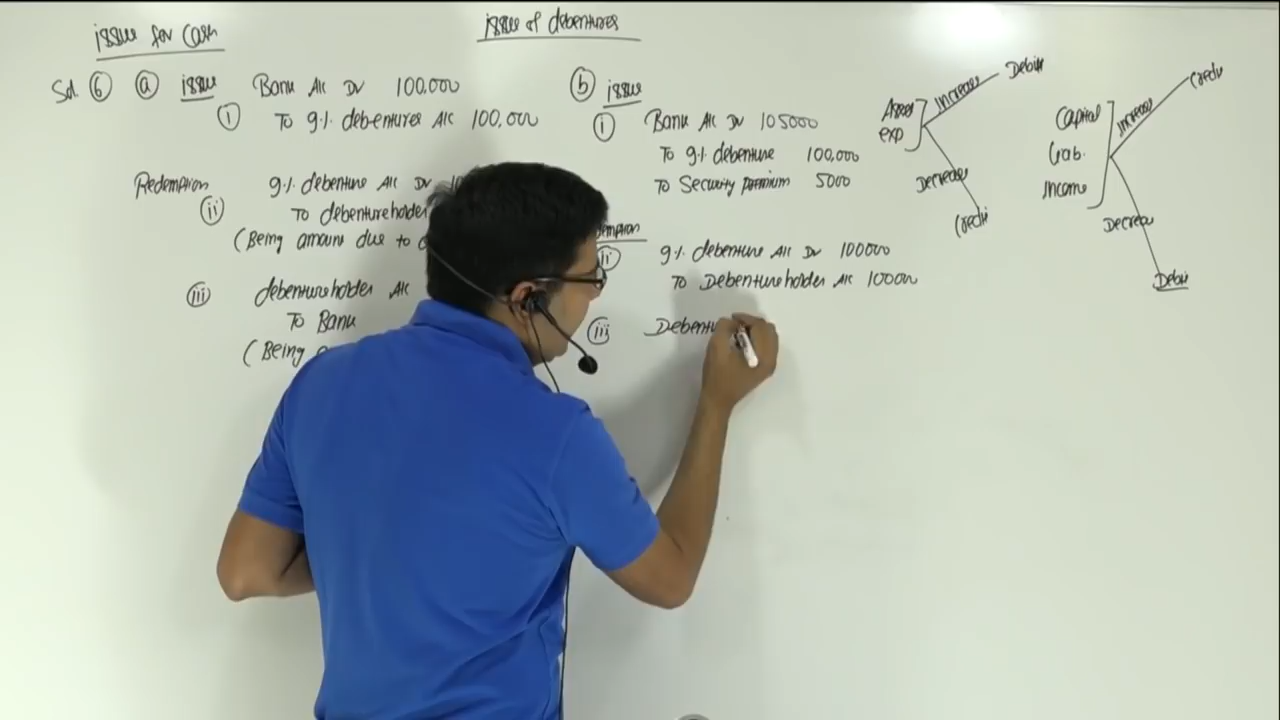 issue for Cash
issue of debentures
Sol. 6 a issue
i Bank A/c Dr 100,000
To 9% debentures A/c 100,000
Redemption
ii 9% debenture A/c Dr
To debentureholder
(Being amount due to
iii debentureholder A/c
To Bank
(Being
b issue
i Bank A/c Dr 105000
To 9% debenture 100,000
To Security premium 5000
ii 9% debenture A/c Dr 100000
To Debentureholder A/c 100000
iii Debentu
Asses
exp
increase Debit
Decrease
Credit
Capital
Liab.
Income
increase Credit
Decrease
Debit